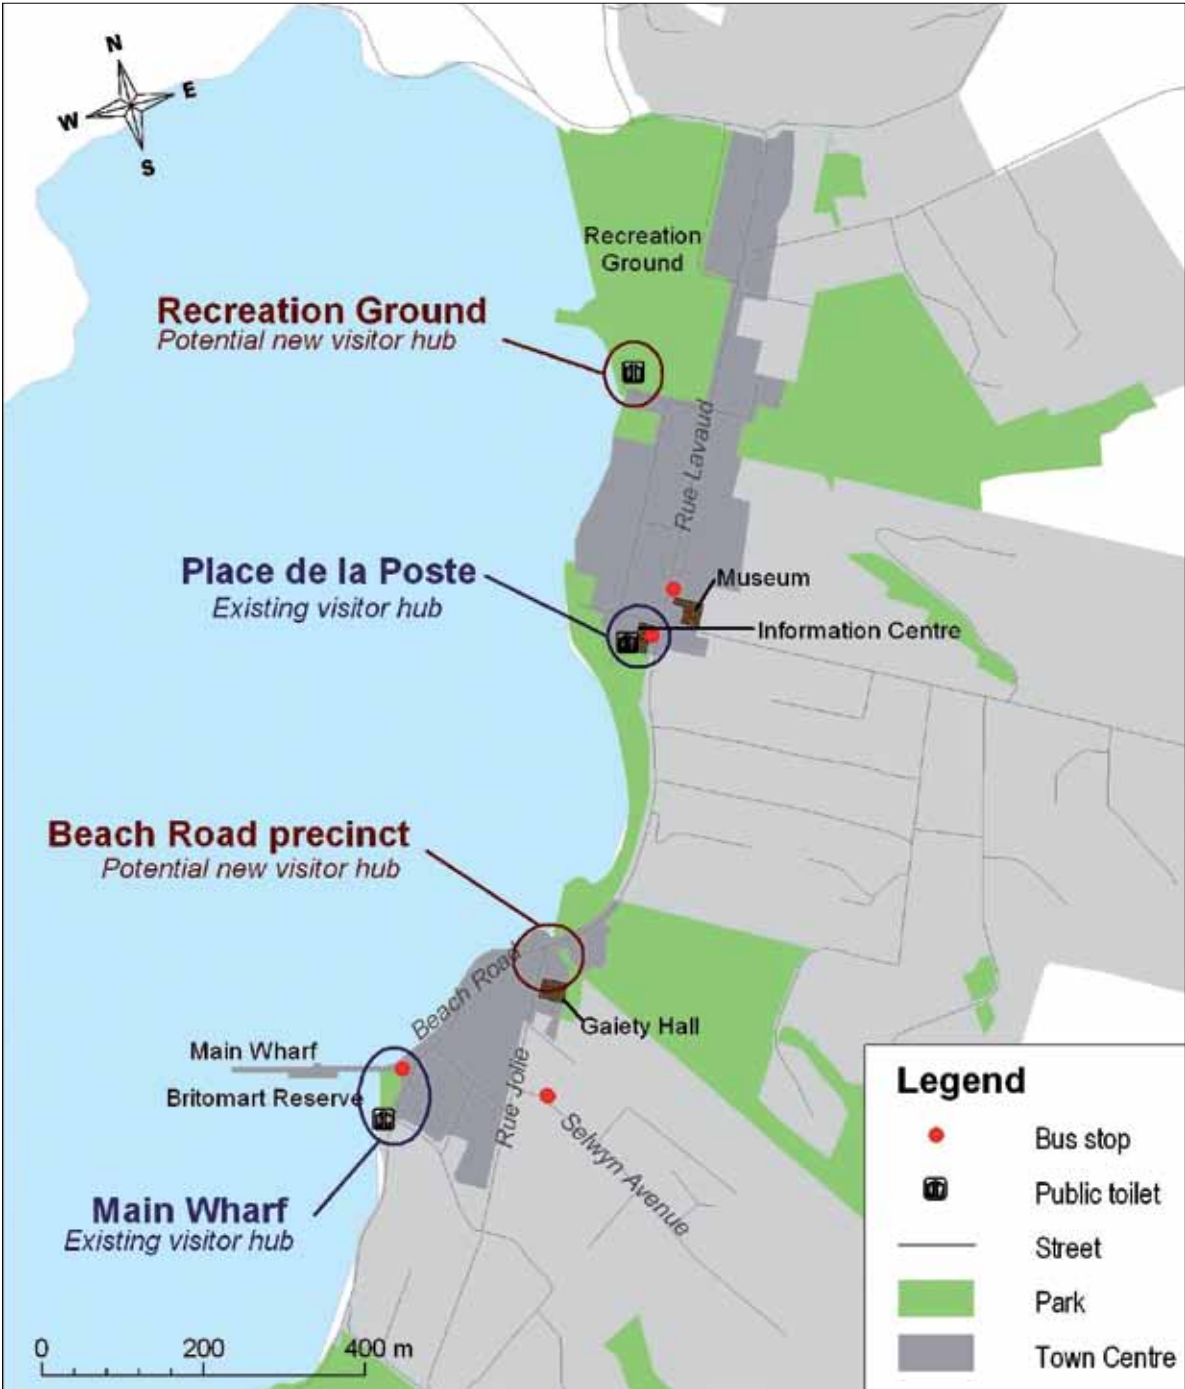 N
W
E
S
Recreation
Ground
Recreation Ground
Potential new visitor hub
Rue Lavaud
Place de la Poste
Existing visitor hub
Museum
Information Centre
Beach Road precinct
Potential new visitor hub
Beach Road
Gaiety Hall
Main Wharf
Britomart Reserve
Rue Jolie
Selwyn Avenue
Main Wharf
Existing visitor hub
0 200 400 m
Legend
Bus stop
Public toilet
Street
Park
Town Centre